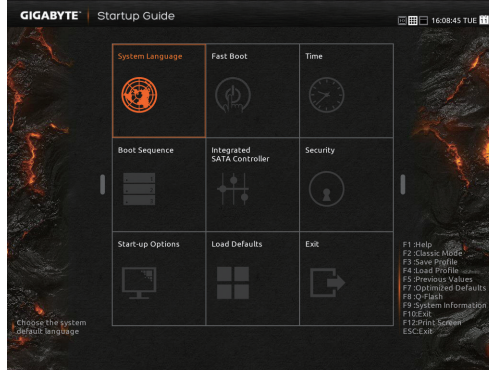 GIGABYTE™ Startup Guide
16:08:45 TUE
System Language
Fast Boot
Time
Boot Sequence
Integrated
SATA Controller
Security
Start-up Options
Load Defaults
Exit
F1 :Help
F2 :Classic Mode
F3 :Save Profile
F4 :Load Profile
F5 :Previous Values
F7 :Optimized Defaults
F8 :Q-Flash
F9 :System Information
F10:Exit
F12:Print Screen
ESC:Exit
Choose the system
default language